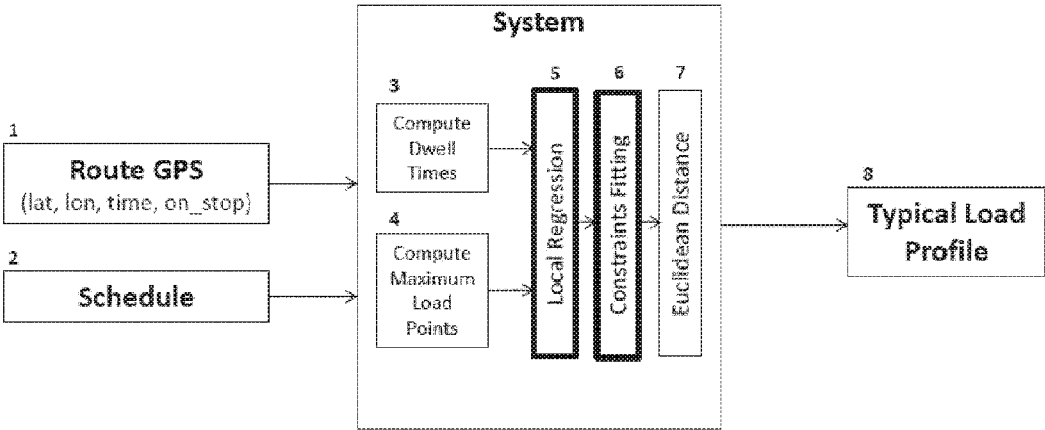 System
1
Route GPS
(lat, lon, time, on_stop)
2
Schedule
3
Compute
Dwell
Times
4
Compute
Maximum
Load
Points
5
Local Regression
6
Constraints Fitting
7
Euclidean Distance
8
Typical Load
Profile